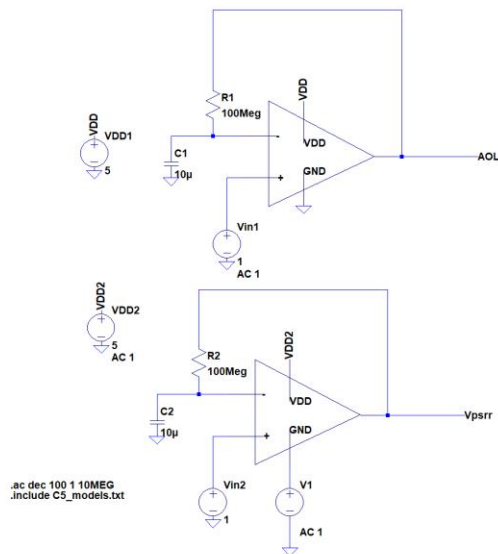 R1
100Meg
VDD
VDD1
5
C1
10µ
-
+
VDD
VDD
GND
AOL
Vin1
1
AC 1
VDD2
VDD2
5
AC 1
R2
100Meg
C2
10µ
-
+
VDD2
VDD
GND
Vpsrr
Vin2
1
V1
AC 1
.ac dec 100 1 10MEG
.include C5_models.txt